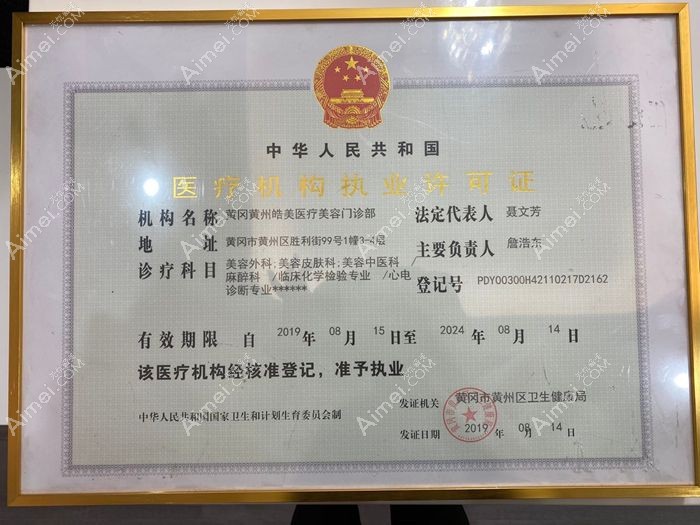 中华人民共和国
医疗机构执业许可证
机构名称 黄冈黄州皓美医疗美容门诊部
法定代表人 聂文芳
地 址 黄冈市黄州区胜利街99号1幢3-4层
主要负责人 詹浩东
诊疗科目 美容外科;美容皮肤科;美容中医科 /
麻醉科 /临床化学检验专业 /心电
诊断专业******
登记号 PDY00300H42110217D2162
有效期限 自 2019 年 08 月 15 日至 2024 年 08 月 14 日
该医疗机构经核准登记，准予执业
中华人民共和国国家卫生和计划生育委员会制
发证机关 黄冈市黄州区卫生健康局
发证日期 2019 年 08 月 14 日
Aimei.com